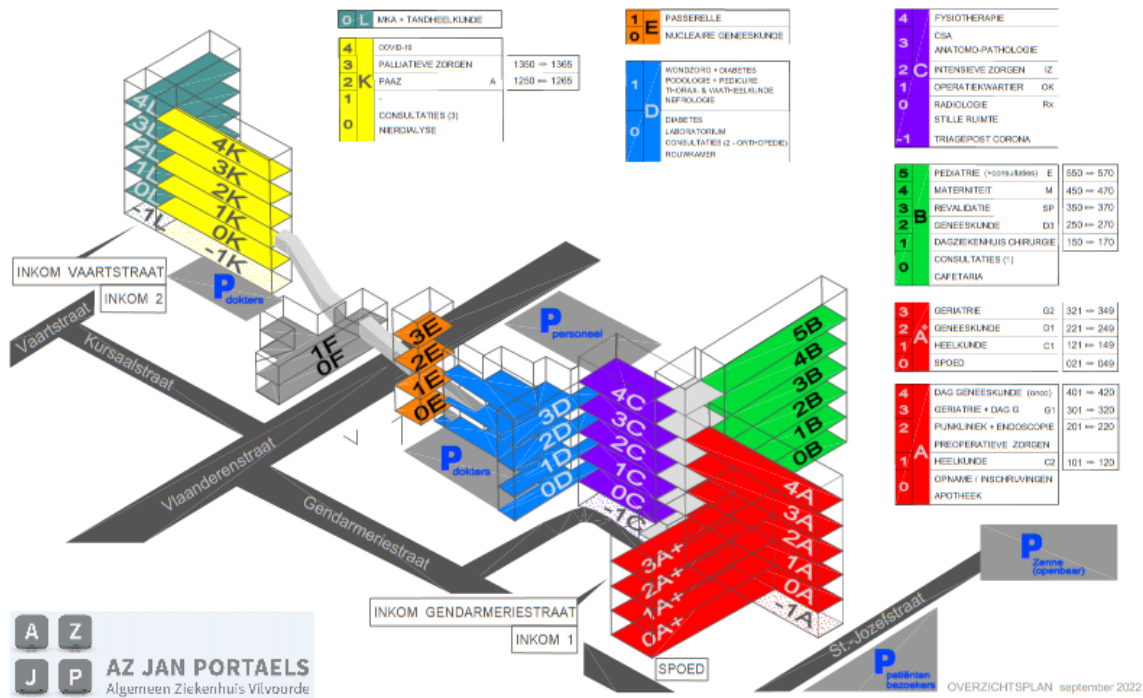 0 L MKA + TANDHEELKUNDE
K
4 COVID-19
3 PALLIATIEVE ZORGEN 1350 ⇔ 1365
2 PAAZ A 1250 ⇔ 1265
1 -
0 CONSULTATIES (3)
NIERDIALYSE
E
1 PASSERELLE
0 NUCLEAIRE GENEESKUNDE
D
1 WONDZORG + DIABETES
PODOLOGIE + PEDICURE
THORAX- & VAATHEELKUNDE
NEFROLOGIE
0 DIABETES
LABORATORIUM
CONSULTATIES (2 - ORTHOPEDIE)
ROUWKAMER
C
4 FYSIOTHERAPIE
3 CSA
ANATOMO-PATHOLOGIE
2 INTENSIEVE ZORGEN IZ
1 OPERATIEKWARTIER OK
0 RADIOLOGIE Rx
STILLE RUIMTE
-1 TRIAGEPOST CORONA
B
5 PEDIATRIE (+consultaties) E 550 ⇔ 570
4 MATERNITEIT M 450 ⇔ 470
3 REVALIDATIE SP 350 ⇔ 370
2 GENEESKUNDE D3 250 ⇔ 270
1 DAGZIEKENHUIS CHIRURGIE 150 ⇔ 170
0 CONSULTATIES (1)
CAFETARIA
A+
3 GERIATRIE G2 321 ⇔ 349
2 GENEESKUNDE D1 221 ⇔ 249
1 HEELKUNDE C1 121 ⇔ 149
0 SPOED 021 ⇔ 049
A
4 DAG GENEESKUNDE (onco) 401 ⇔ 420
3 GERIATRIE + DAG G G1 301 ⇔ 320
2 PIJNKLINIEK + ENDOSCOPIE 201 ⇔ 220
PREOPERATIEVE ZORGEN
1 HEELKUNDE C2 101 ⇔ 120
0 OPNAME / INSCHRIJVINGEN
APOTHEEK
4L
3L
2L
1L
0L
-1L
4K
3K
2K
1K
0K
-1K
INKOM VAARTSTRAAT
INKOM 2
P
dokters
Vaartstraat
Kursaalstraat
1F
0F
3E
2E
1E
0E
P
personeel
Vlaanderenstraat
Gendarmeriestraat
P
dokters
3D
2D
1D
0D
4C
3C
2C
1C
0C
-1C
5B
4B
3B
2B
1B
0B
4A
3A
2A
1A
0A
-1A
3A+
2A+
1A+
0A+
INKOM GENDARMERIESTRAAT
INKOM 1
SPOED
St.-Jozefstraat
P
Zenne
(openbaar)
P
patiënten
bezoekers
A Z
J P
AZ JAN PORTAELS
Algemeen Ziekenhuis Vilvoorde
OVERZICHTSPLAN september 2022